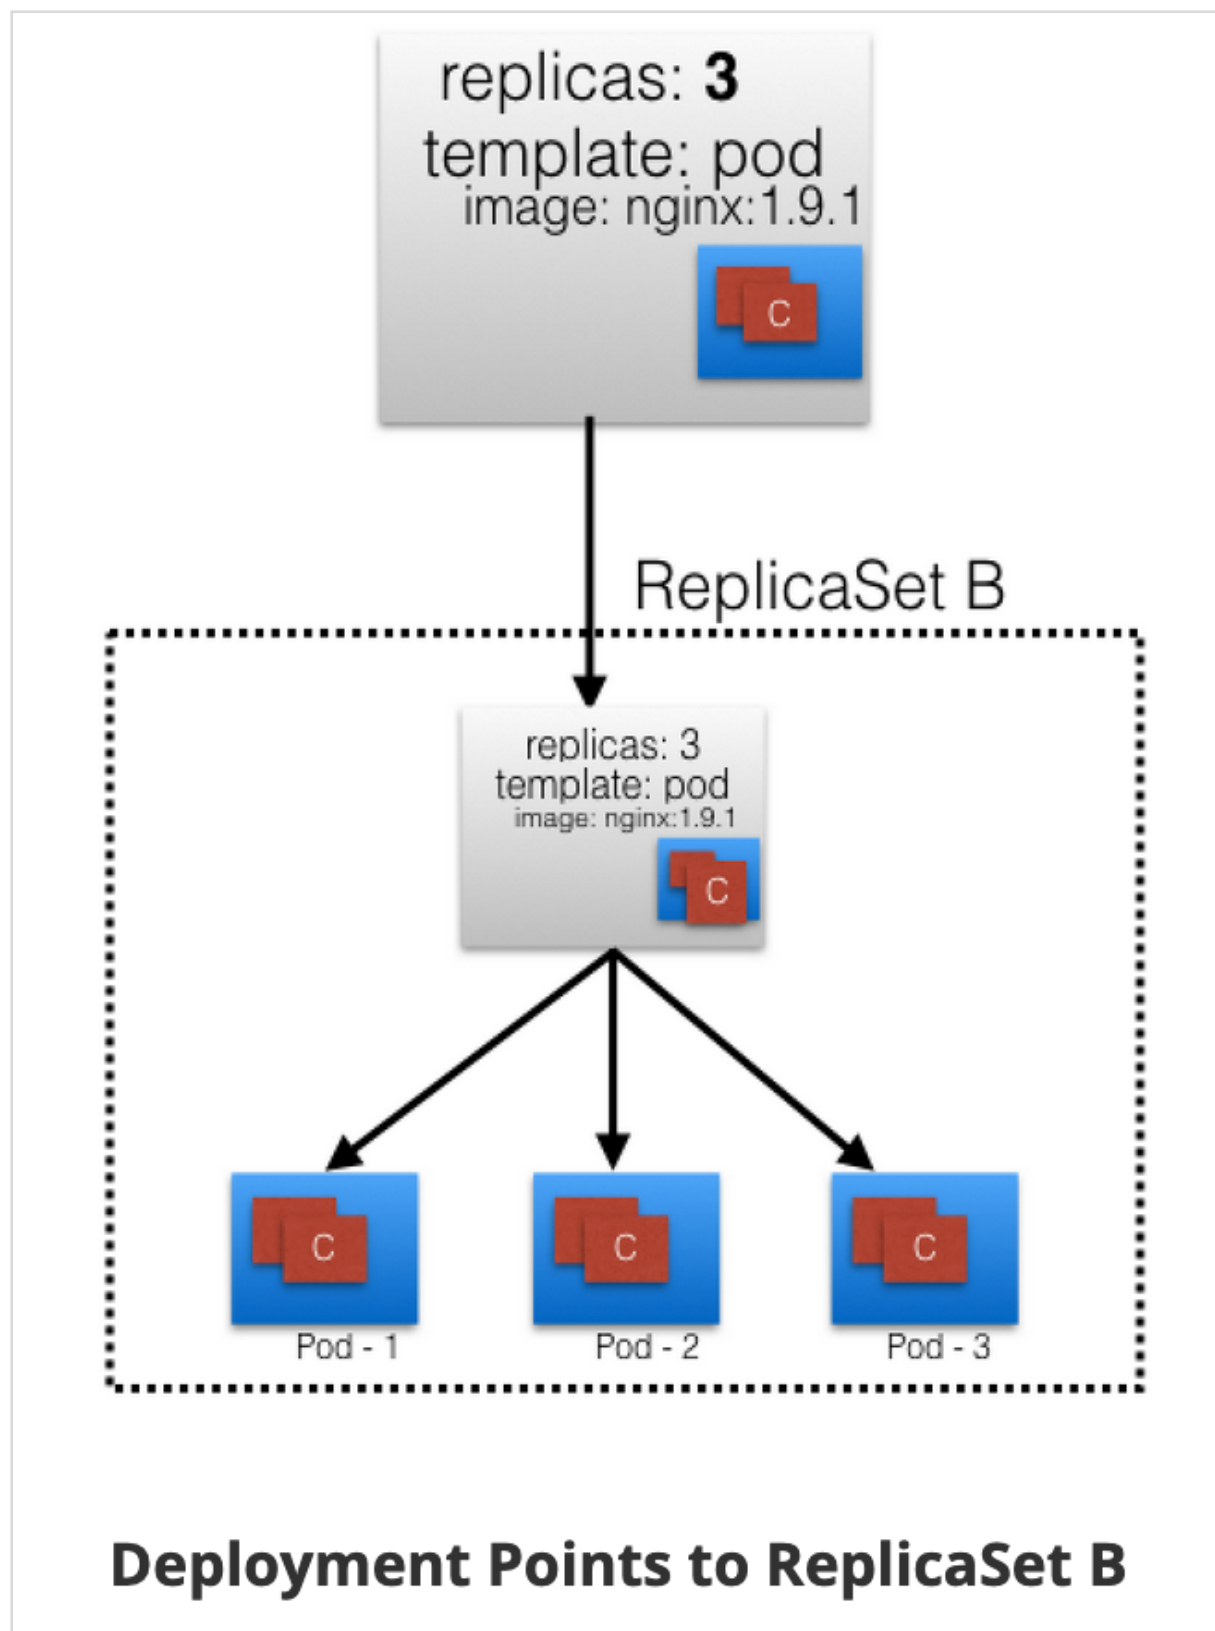 replicas: 3
template: pod
image: nginx:1.9.1
C
ReplicaSet B
replicas: 3
template: pod
image: nginx:1.9.1
C
C
C
C
Pod - 1
Pod - 2
Pod - 3
Deployment Points to ReplicaSet B